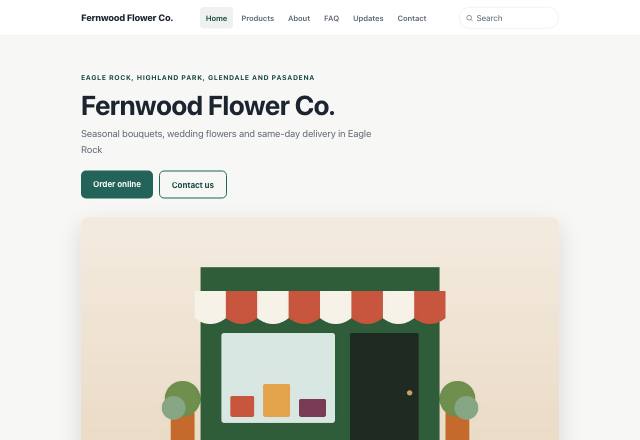 Fernwood Flower Co.
Home Products About FAQ Updates Contact
Search
EAGLE ROCK, HIGHLAND PARK, GLENDALE AND PASADENA
Fernwood Flower Co.
Seasonal bouquets, wedding flowers and same-day delivery in Eagle
Rock
Order online
Contact us